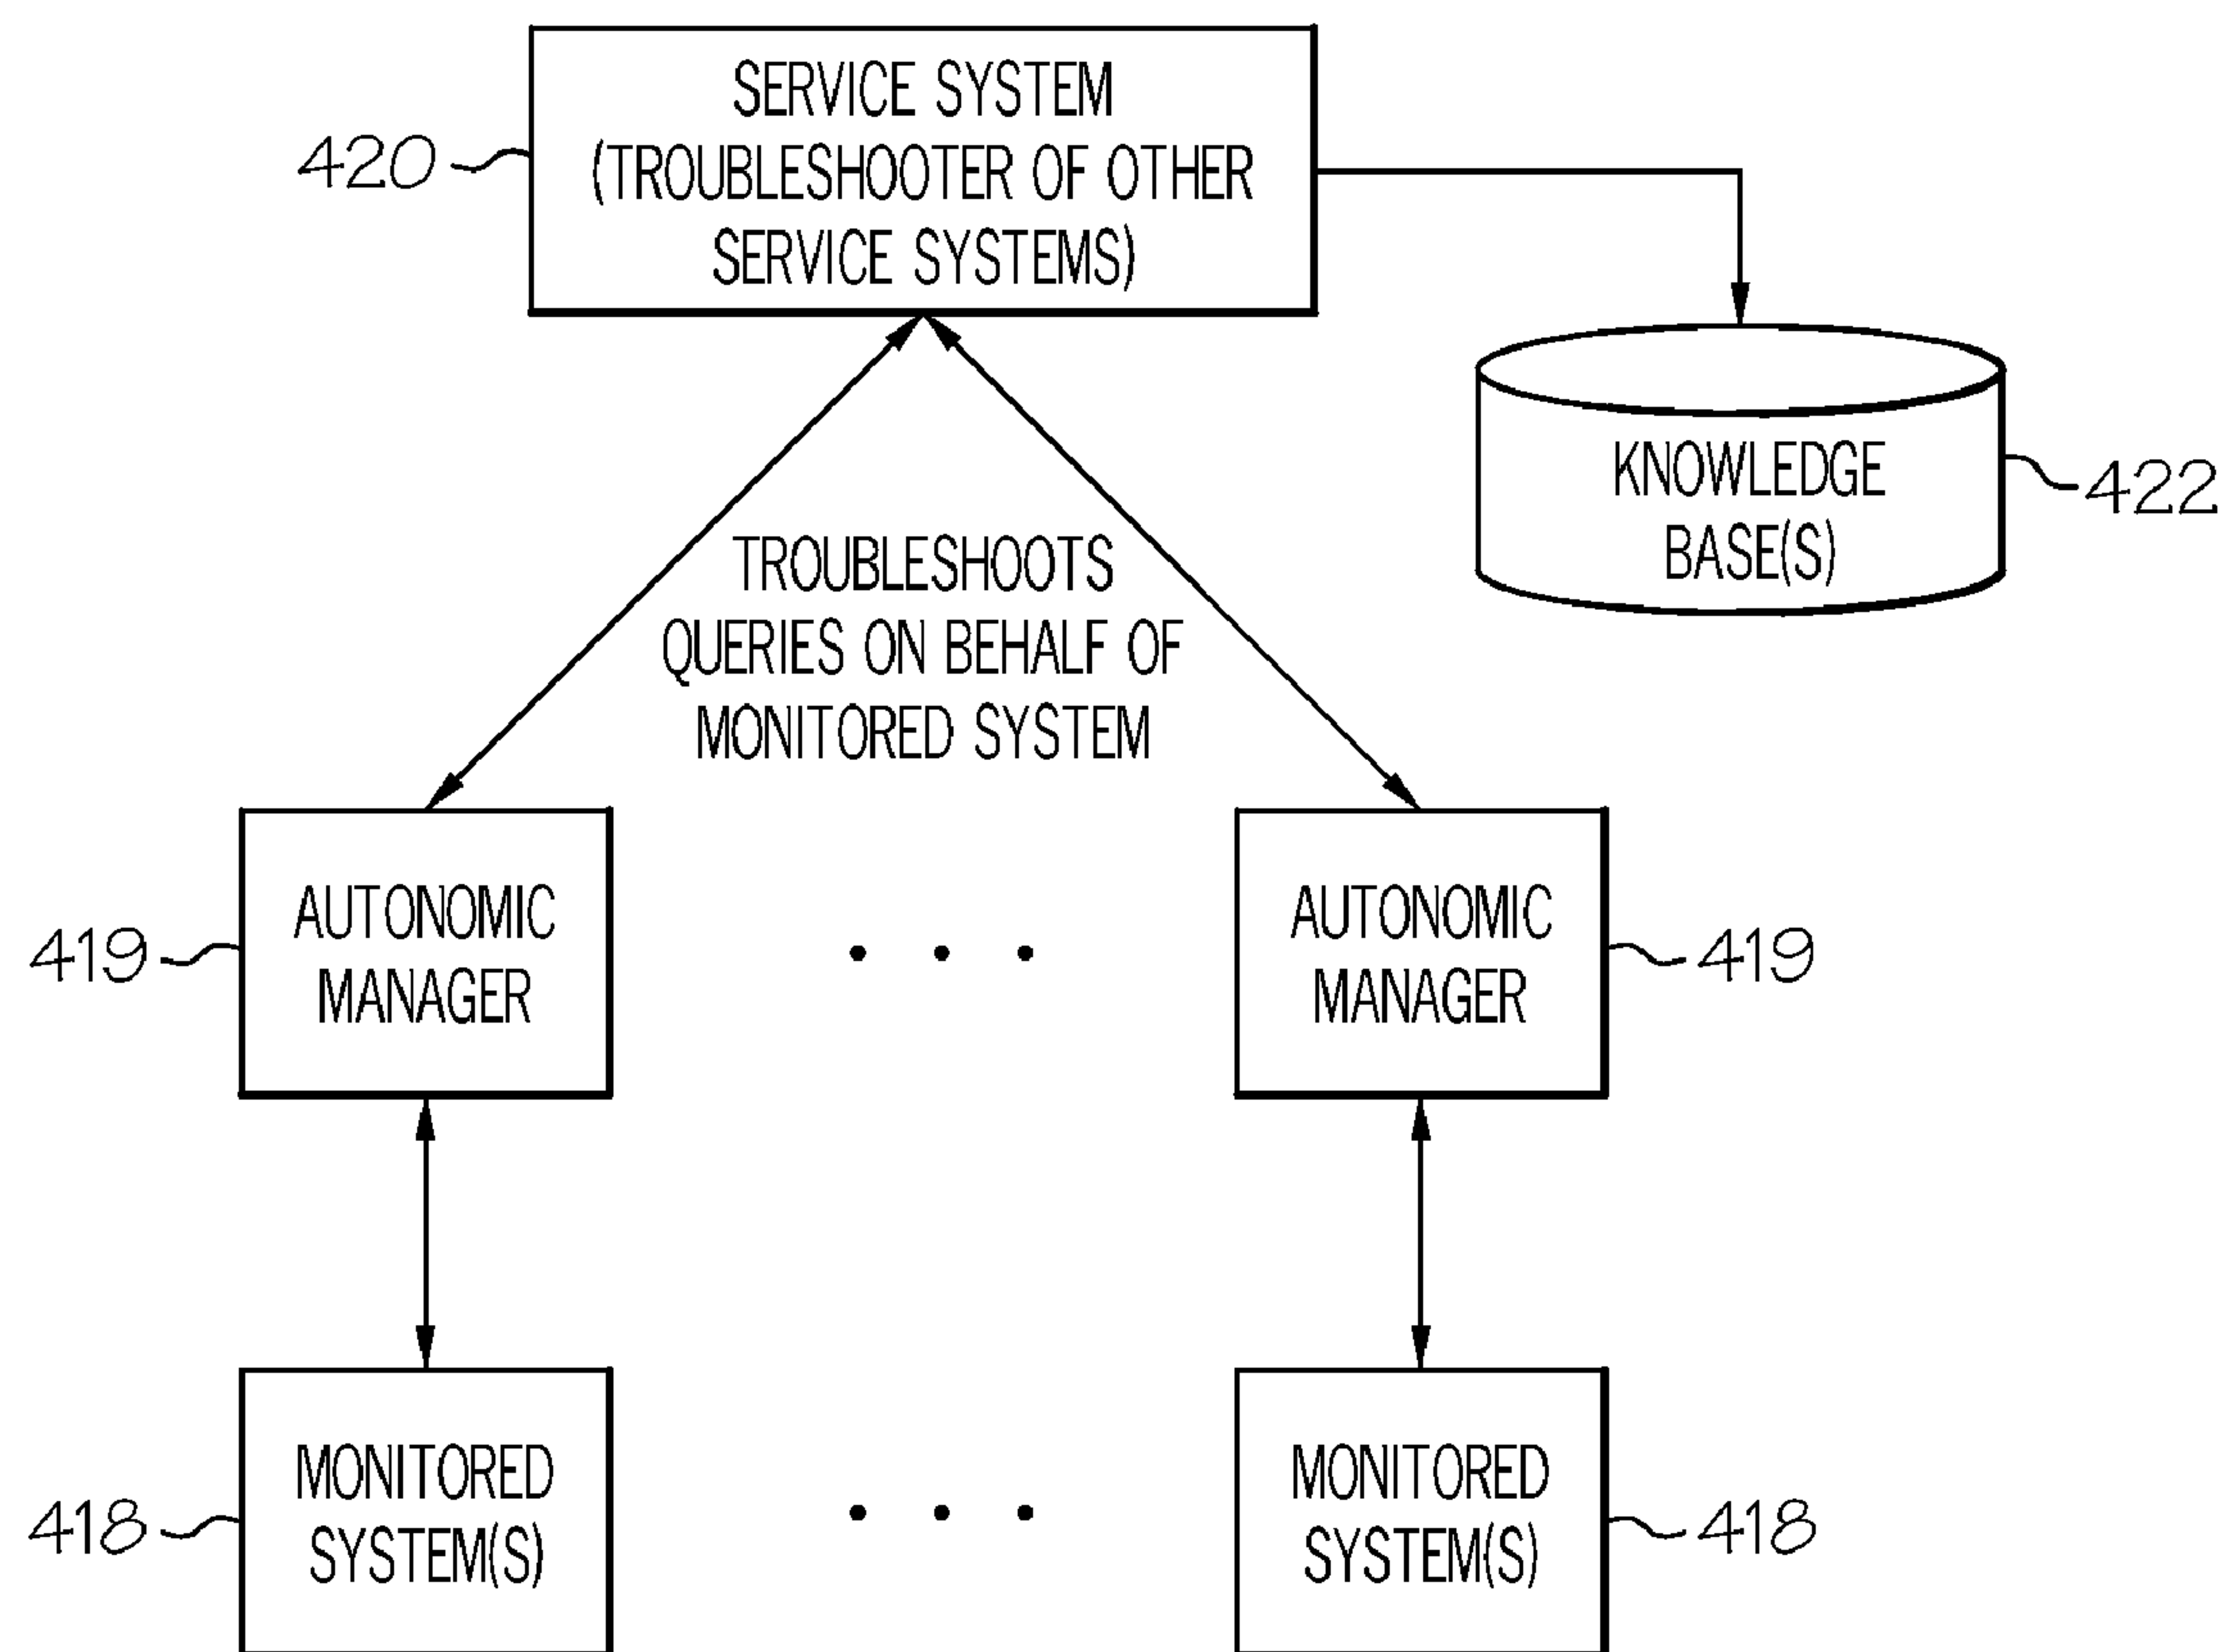 SERVICE SYSTEM
(TROUBLESHOOTER OF OTHER
SERVICE SYSTEMS)
420
KNOWLEDGE
BASE(S)
422
TROUBLESHOOTS
QUERIES ON BEHALF OF
MONITORED SYSTEM
AUTONOMIC
MANAGER
419
AUTONOMIC
MANAGER
419
MONITORED
SYSTEM(S)
418
MONITORED
SYSTEM(S)
418